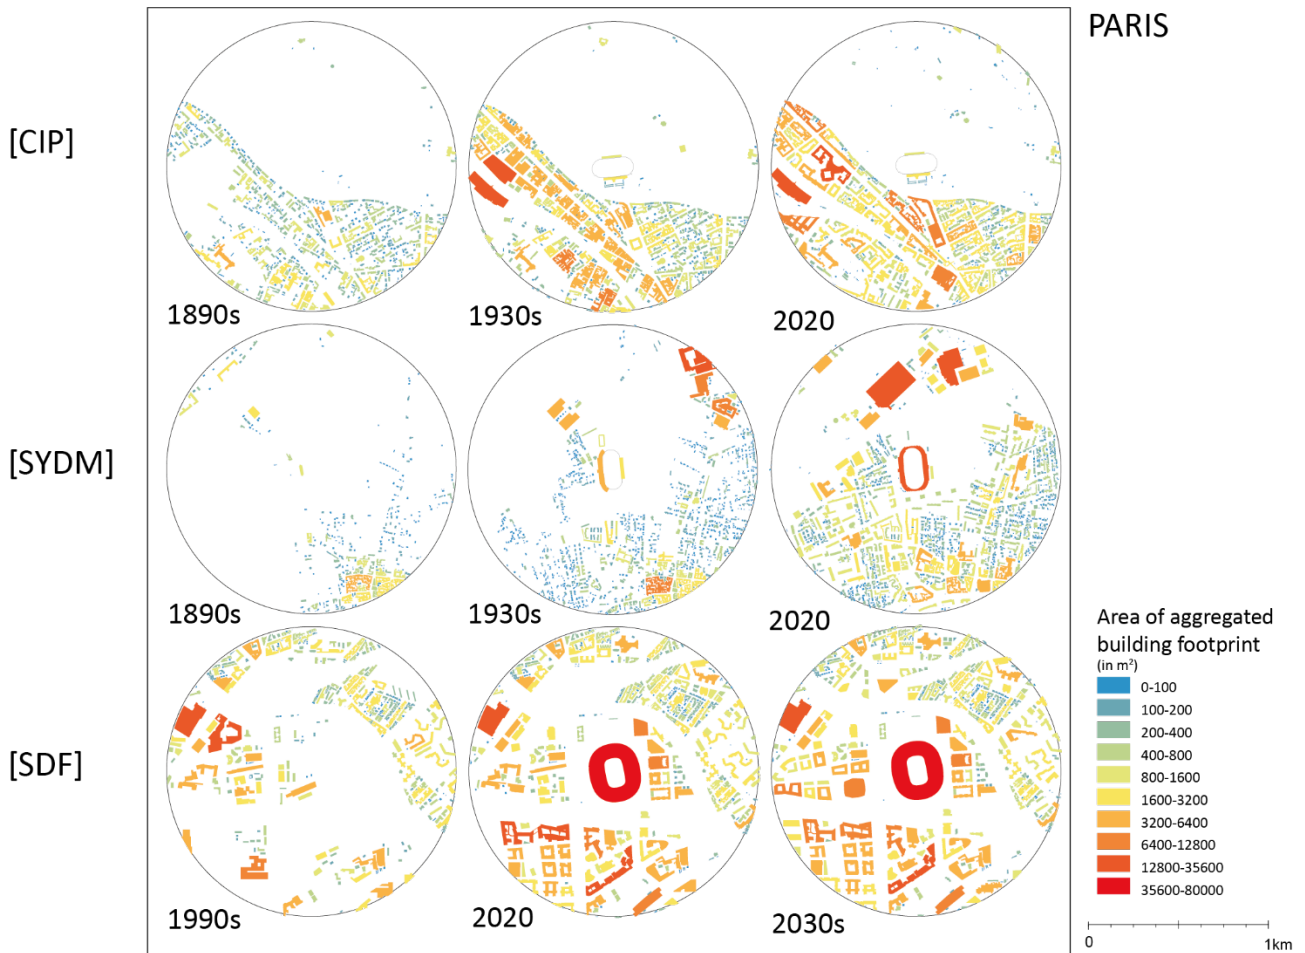 PARIS
[CIP]
1890s
1930s
2020
[SYDM]
1890s
1930s
2020
[SDF]
1990s
2020
2030s
Area of aggregated
building footprint
(in m²)
0-100
100-200
200-400
400-800
800-1600
1600-3200
3200-6400
6400-12800
12800-35600
35600-80000
0 1km